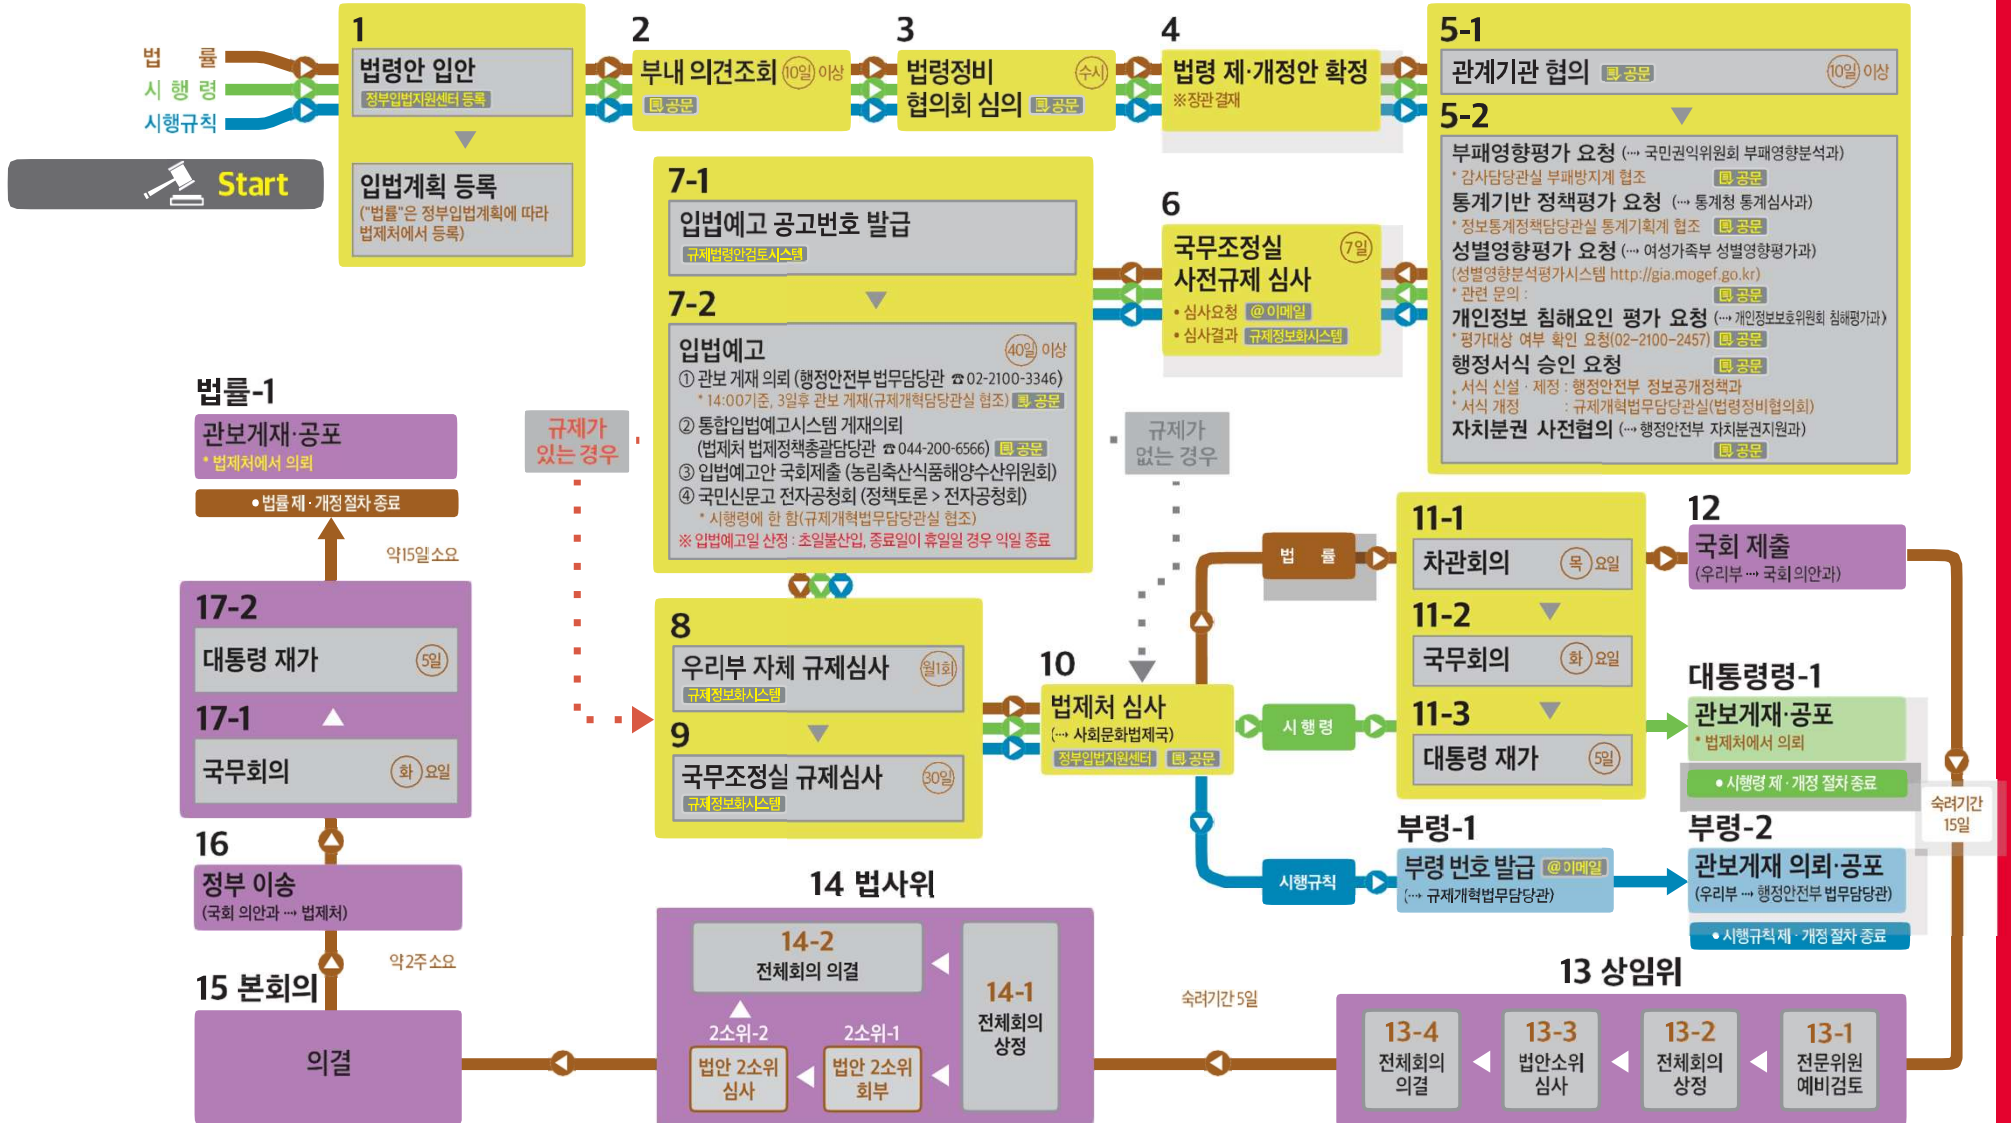 법 률
시 행 령
시행규칙
Start
1
법령안 입안
정부입법지원센터 등록
입법계획 등록
("법률"은 정부입법계획에 따라
법제처에서 등록)
2
부내 의견조회 10일 이상
공문
3
법령정비 수시
협의회 심의 공문
4
법령 제·개정안 확정
※장관결재
5-1
관계기관 협의 공문 10일 이상
5-2
부패영향평가 요청 (···→ 국민권익위원회 부패영향분석과)
* 감사담당관실 부패방지계 협조 공문
통계기반 정책평가 요청 (···→ 통계청 통계심사과)
* 정보통계정책담당관실 통계기획계 협조 공문
성별영향평가 요청 (···→ 여성가족부 성별영향평가과)
(성별영향분석평가시스템 http://gia.mogef.go.kr)
* 관련 문의 : 공문
개인정보 침해요인 평가 요청 (···→ 개인정보보호위원회 침해평가과)
* 평가대상 여부 확인 요청(02-2100-2457) 공문
행정서식 승인 요청 공문
* 서식 신설 · 제정 : 행정안전부 정보공개정책과
* 서식 개정 : 규제개혁법무담당관실(법령정비협의회)
자치분권 사전협의 (···→ 행정안전부 자치분권지원과)
공문
6
국무조정실 7일
사전규제 심사
• 심사요청 @ 이메일
• 심사결과 규제정보화시스템
7-1
입법예고 공고번호 발급
규제법령안검토시스템
7-2
입법예고 40일 이상
① 관보 게재 의뢰 (행정안전부 법무담당관 ☎ 02-2100-3346)
* 14:00기준, 3일후 관보 게재(규제개혁담당관실 협조) 공문
② 통합입법예고시스템 게재의뢰
(법제처 법제정책총괄담당관 ☎ 044-200-6566) 공문
③ 입법예고안 국회제출 (농림축산식품해양수산위원회)
④ 국민신문고 전자공청회 (정책토론 > 전자공청회)
* 시행령에 한 함(규제개혁법무담당관실 협조)
※ 입법예고일 산정 : 초일불산입, 종료일이 휴일일 경우 익일 종료
규제가
있는 경우
규제가
없는 경우
8
우리부 자체 규제심사 월1회
규제정보화시스템
9
국무조정실 규제심사 30일
규제정보화시스템
10
법제처 심사
(···→ 사회문화법제국)
정부입법지원센터 공문
법 률
시 행 령
시행규칙
11-1
차관회의 목 요일
11-2
국무회의 화 요일
11-3
대통령 재가 5일
12
국회 제출
(우리부 ···→ 국회 의안과)
대통령령-1
관보게재·공포
* 법제처에서 의뢰
• 시행령 제 · 개정 절차 종료
숙려기간
15일
부령-1
부령 번호 발급 @이메일
(···→ 규제개혁법무담당관)
부령-2
관보게재 의뢰·공포
(우리부 ···→ 행정안전부 법무담당관)
• 시행규칙 제 · 개정 절차 종료
13 상임위
13-1
전문위원
예비검토
13-2
전체회의
상정
13-3
법안소위
심사
13-4
전체회의
의결
숙려기간 5일
14 법사위
14-1
전체회의
상정
14-2
전체회의 의결
2소위-1
법안 2소위
회부
2소위-2
법안 2소위
심사
15 본회의
의결
약2주소요
16
정부 이송
(국회 의안과 ···→ 법제처)
17-1
국무회의 화 요일
17-2
대통령 재가 5일
약15일소요
법률-1
관보게재·공포
* 법제처에서 의뢰
• 법률 제 · 개정 절차 종료